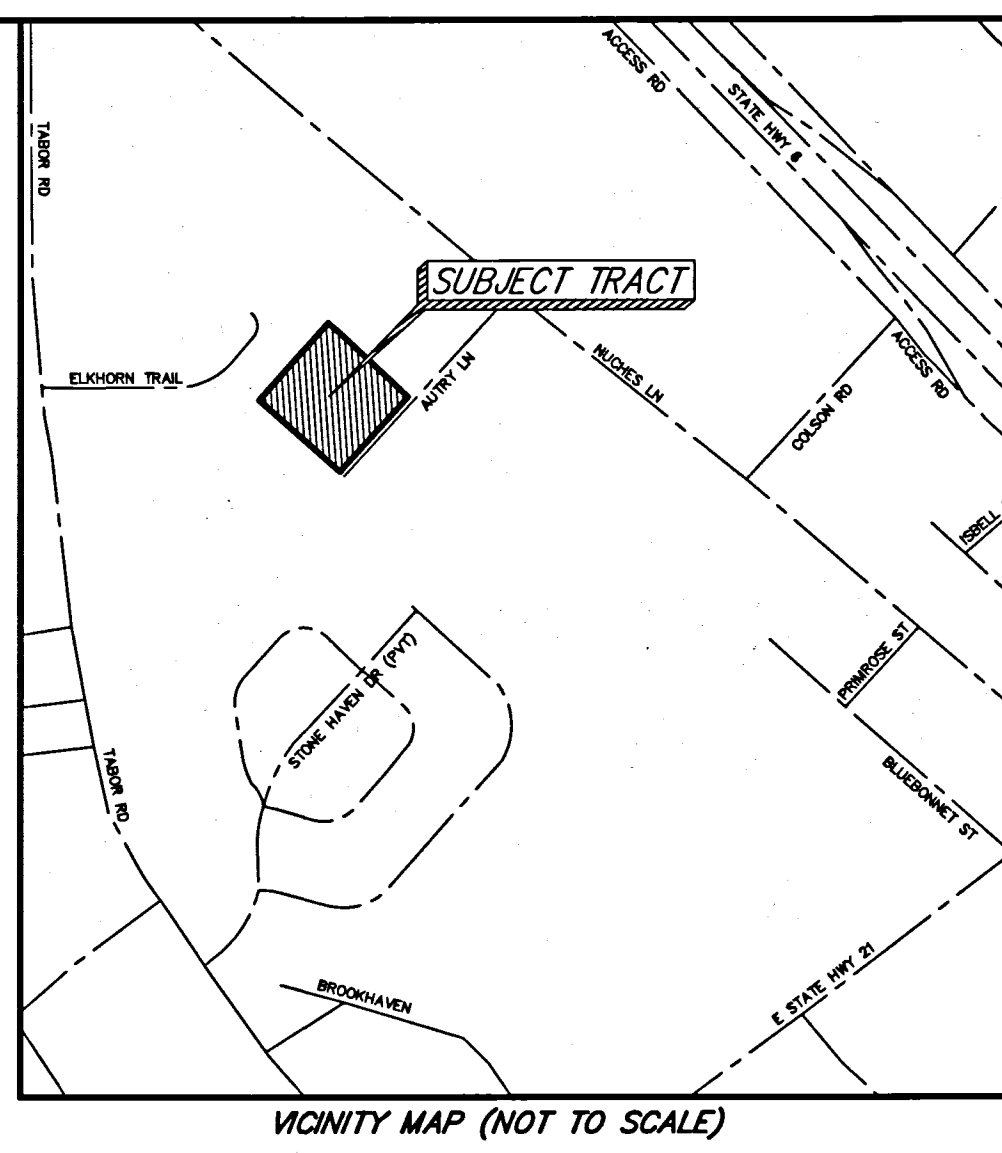 ACCESS RD
STATE HWY 6
TABOR RD
SUBJECT TRACT
ELKHORN TRAIL
AUTRY LN
NUCHES LN
ACCESS RD
COLSON RD
ISBELL
STONE HAVEN DR (PVT)
PRIMROSE ST
TABOR RD
BLUEBONNET ST
BROOKHAVEN
E STATE HWY 21
VICINITY MAP (NOT TO SCALE)